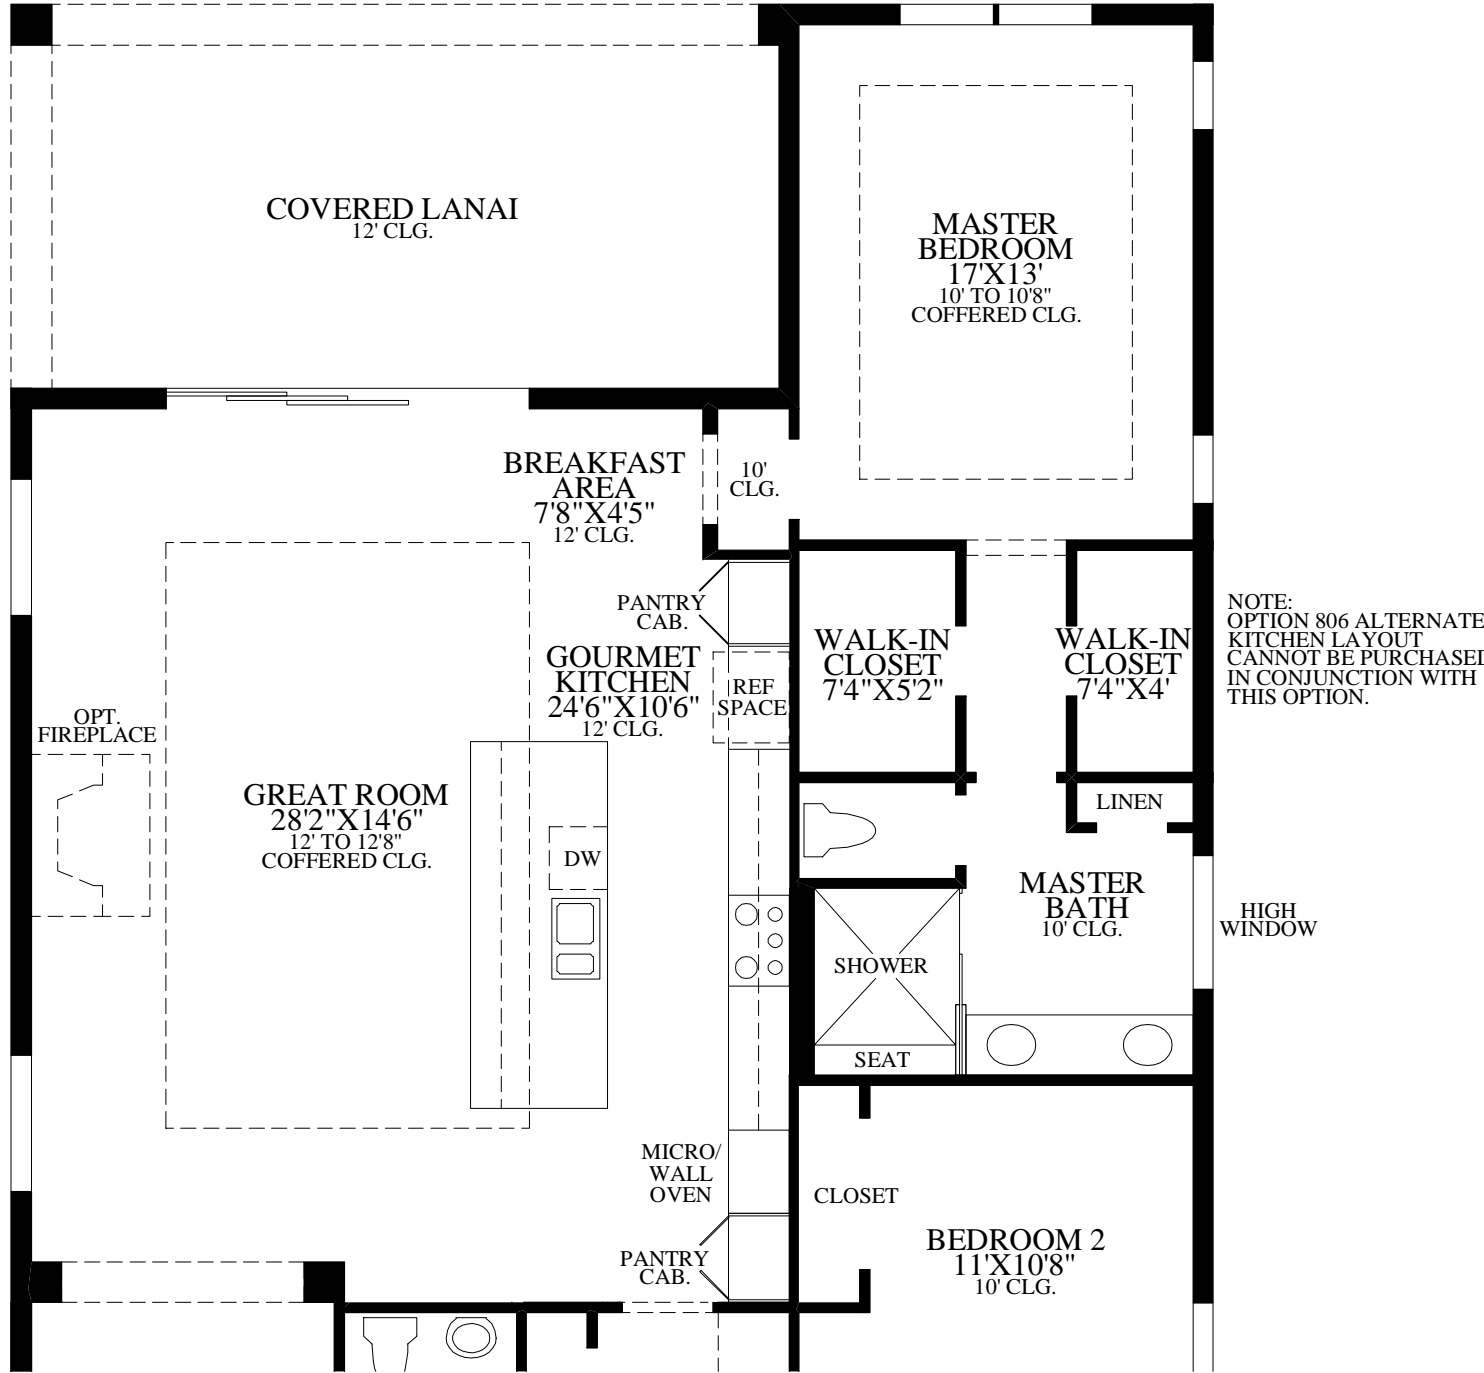 COVERED LANAI
12' CLG.
MASTER
BEDROOM
17'X13'
10' TO 10'8"
COFFERED CLG.
BREAKFAST
AREA
7'8"X4'5"
12' CLG.
10'
CLG.
PANTRY
CAB.
GOURMET
KITCHEN
24'6"X10'6"
12' CLG.
REF
SPACE
WALK-IN
CLOSET
7'4"X5'2"
WALK-IN
CLOSET
7'4"X4'
NOTE:
OPTION 806 ALTERNATE
KITCHEN LAYOUT
CANNOT BE PURCHASED
IN CONJUNCTION WITH
THIS OPTION.
OPT.
FIREPLACE
GREAT ROOM
28'2"X14'6"
12' TO 12'8"
COFFERED CLG.
DW
LINEN
MASTER
BATH
10' CLG.
HIGH
WINDOW
SHOWER
SEAT
MICRO/
WALL
OVEN
CLOSET
PANTRY
CAB.
BEDROOM 2
11'X10'8"
10' CLG.